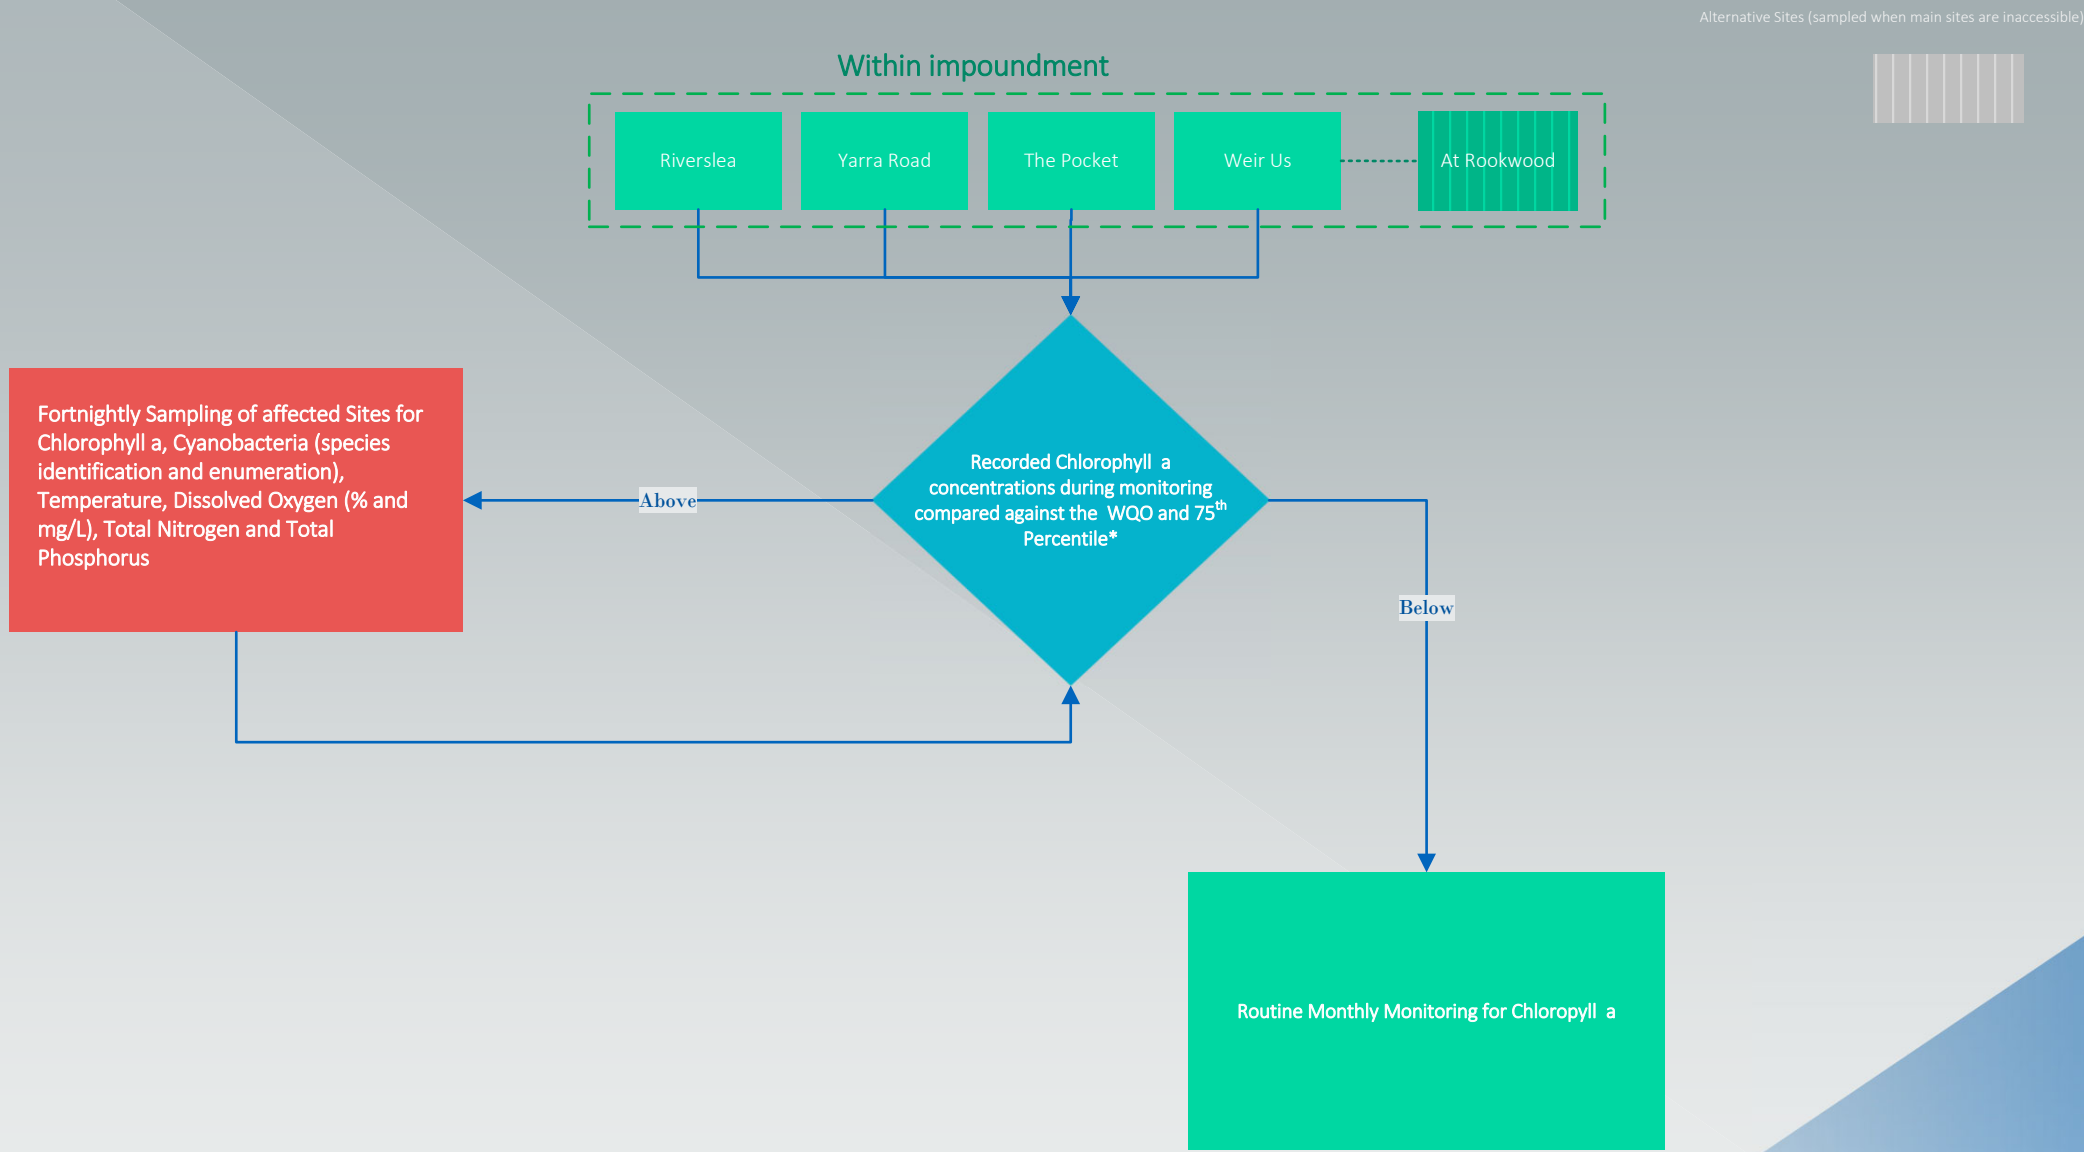 Alternative Sites (sampled when main sites are inaccessible)
Within impoundment
Riverslea
Yarra Road
The Pocket
Weir Us
At Rookwood
Fortnightly Sampling of affected Sites for
Chlorophyll a, Cyanobacteria (species
identification and enumeration),
Temperature, Dissolved Oxygen (% and
mg/L), Total Nitrogen and Total
Phosphorus
Above
Recorded Chlorophyll a
concentrations during monitoring
compared against the WQO and 75th
Percentile*
Below
Routine Monthly Monitoring for Chloropyll a